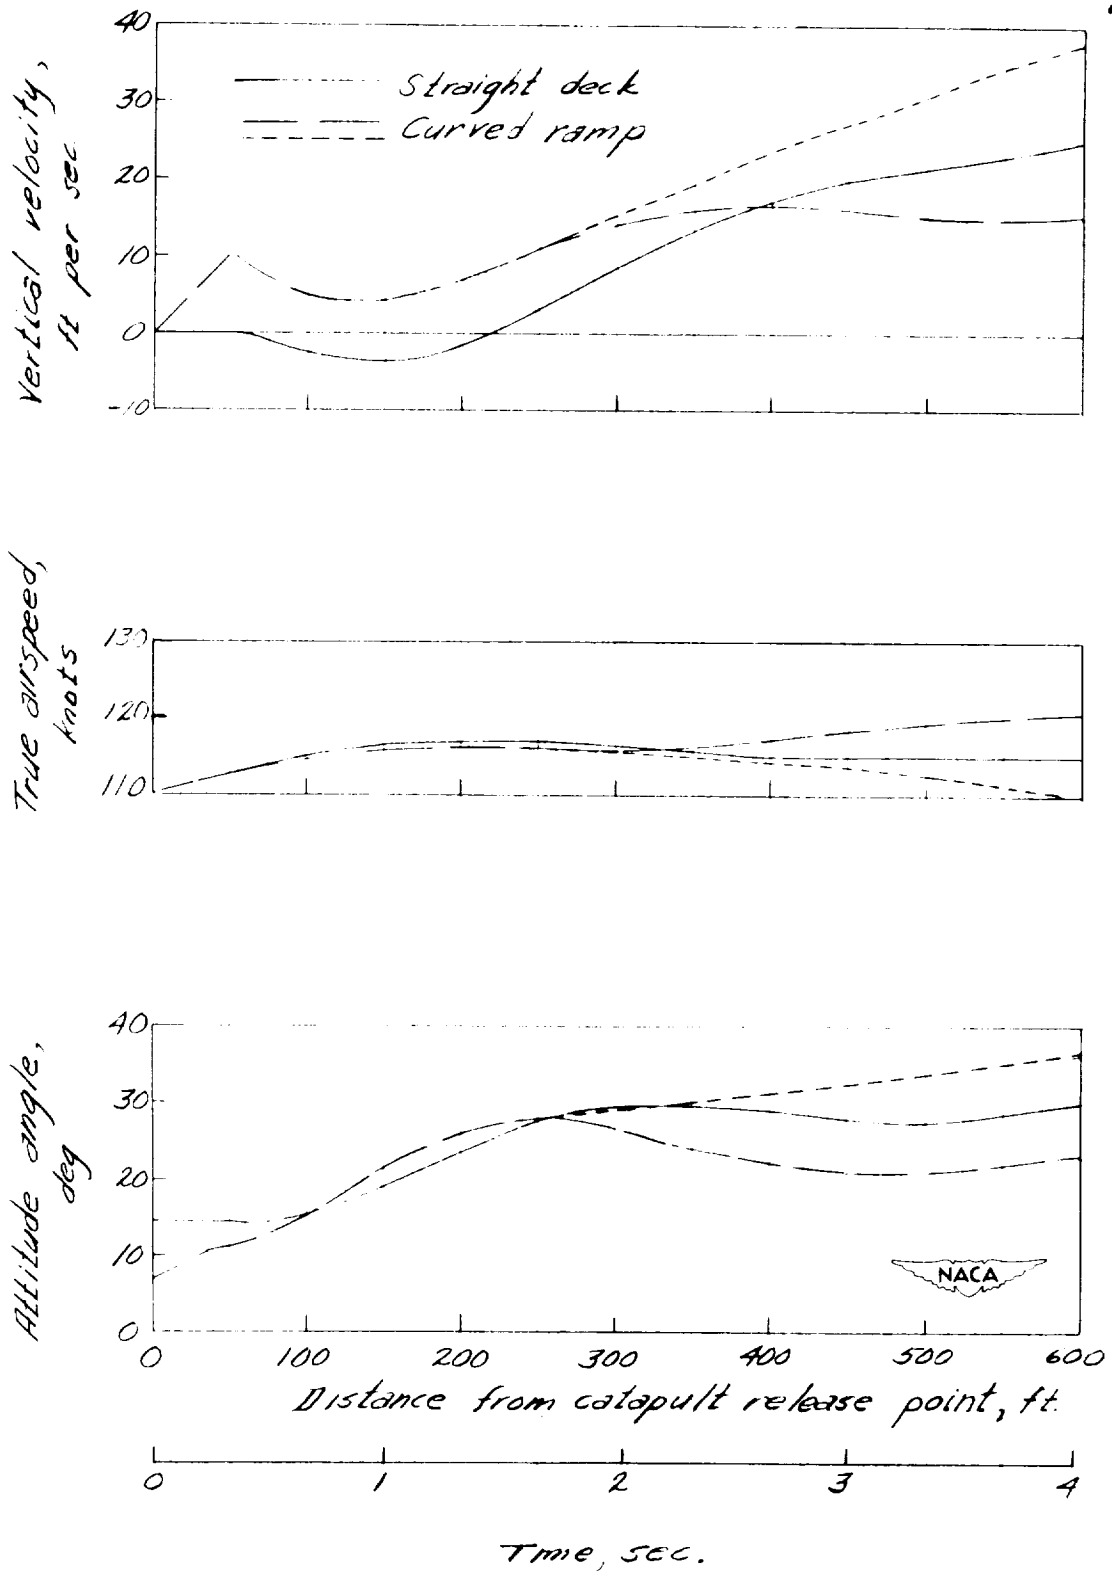 Vertical velocity,
ft per sec
40
30
20
10
0
-10
Straight deck
Curved ramp
True airspeed,
knots
130
120
110
Attitude angle,
deg
40
30
20
10
0
NACA
0 100 200 300 400 500 600
Distance from catapult release point, ft.
0 1 2 3 4
Time, sec.